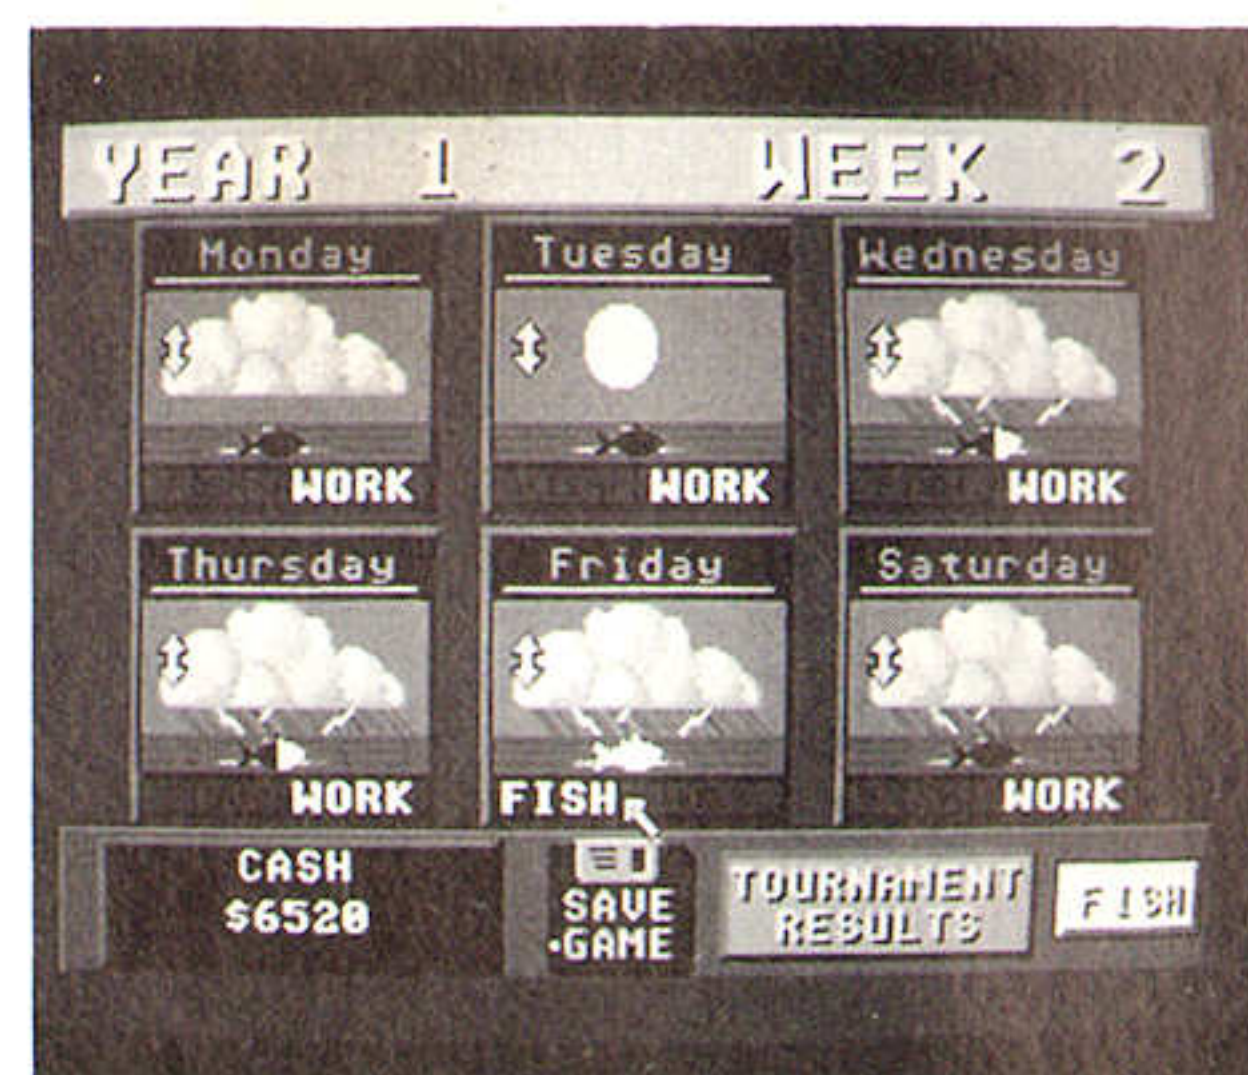 YEAR 1 WEEK 2
Monday Tuesday Wednesday
WORK WORK WORK
Thursday Friday Saturday
WORK FISH WORK
CASH
$6520
SAVE
GAME
TOURNAMENT
RESULTS
FISH